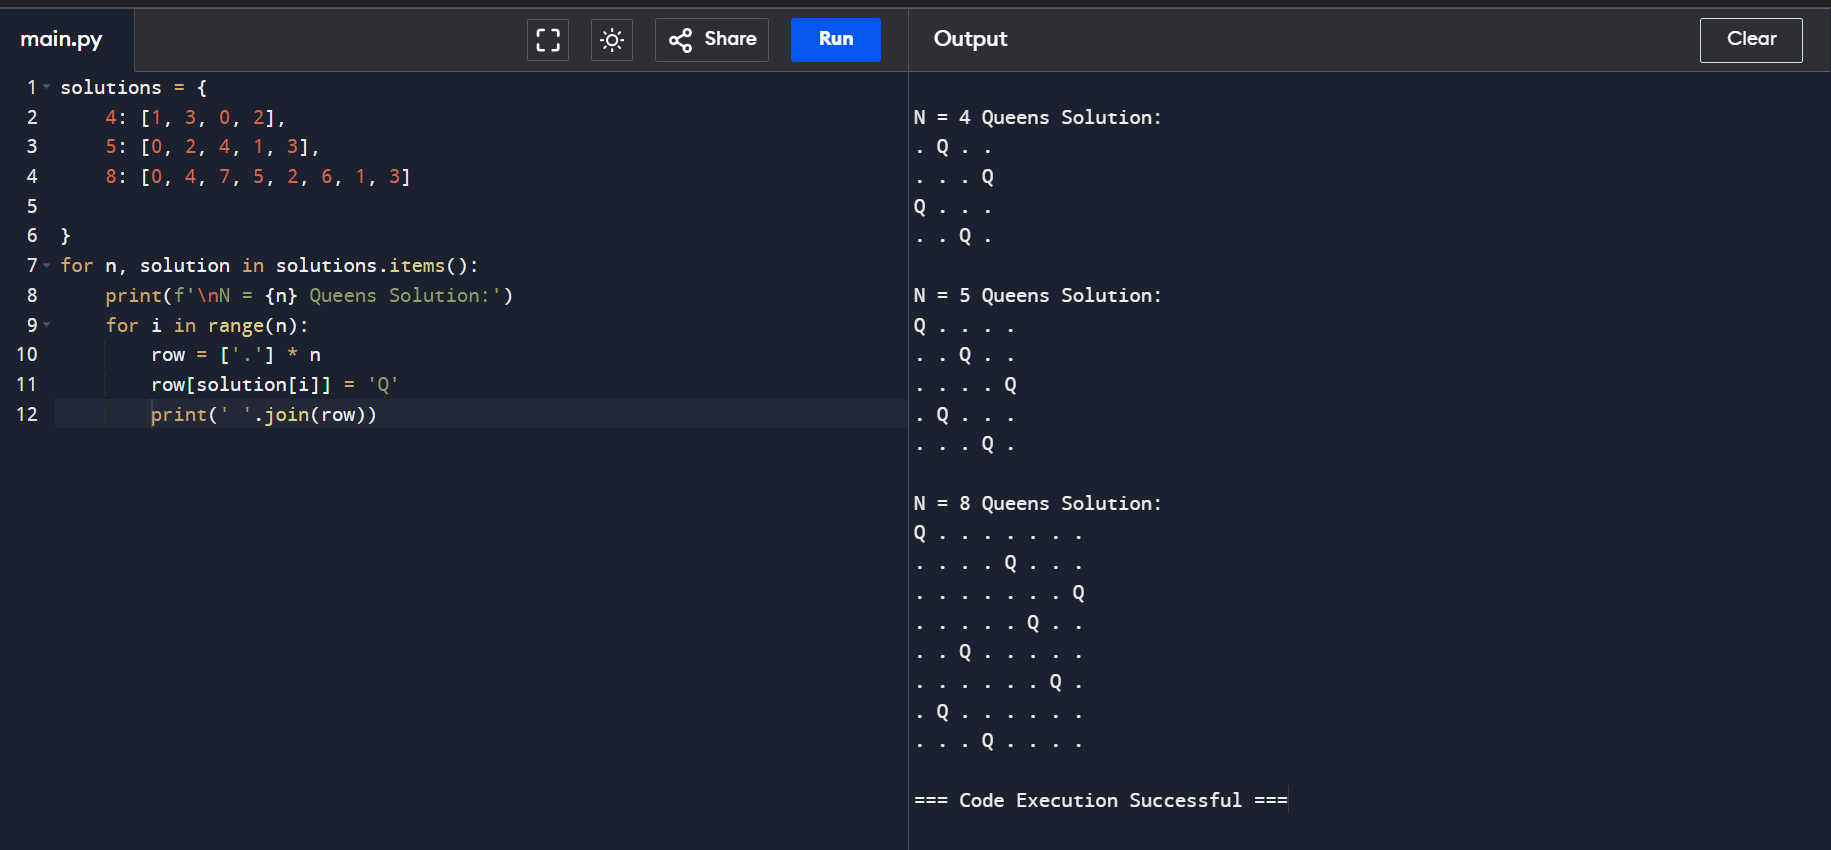 main.py
Share
Run
Output
Clear
1 solutions = {
2     4: [1, 3, 0, 2],
3     5: [0, 2, 4, 1, 3],
4     8: [0, 4, 7, 5, 2, 6, 1, 3]
5
6 }
7 for n, solution in solutions.items():
8     print(f'\nN = {n} Queens Solution:')
9     for i in range(n):
10         row = ['.'] * n
11         row[solution[i]] = 'Q'
12         print(' '.join(row))
N = 4 Queens Solution:
. Q . .
. . . Q
Q . . .
. . Q .
N = 5 Queens Solution:
Q . . . .
. . Q . .
. . . . Q
. Q . . .
. . . Q .
N = 8 Queens Solution:
Q . . . . . . .
. . . . Q . . .
. . . . . . . Q
. . . . . Q . .
. . Q . . . . .
. . . . . . Q .
. Q . . . . . .
. . . Q . . . .
=== Code Execution Successful ===